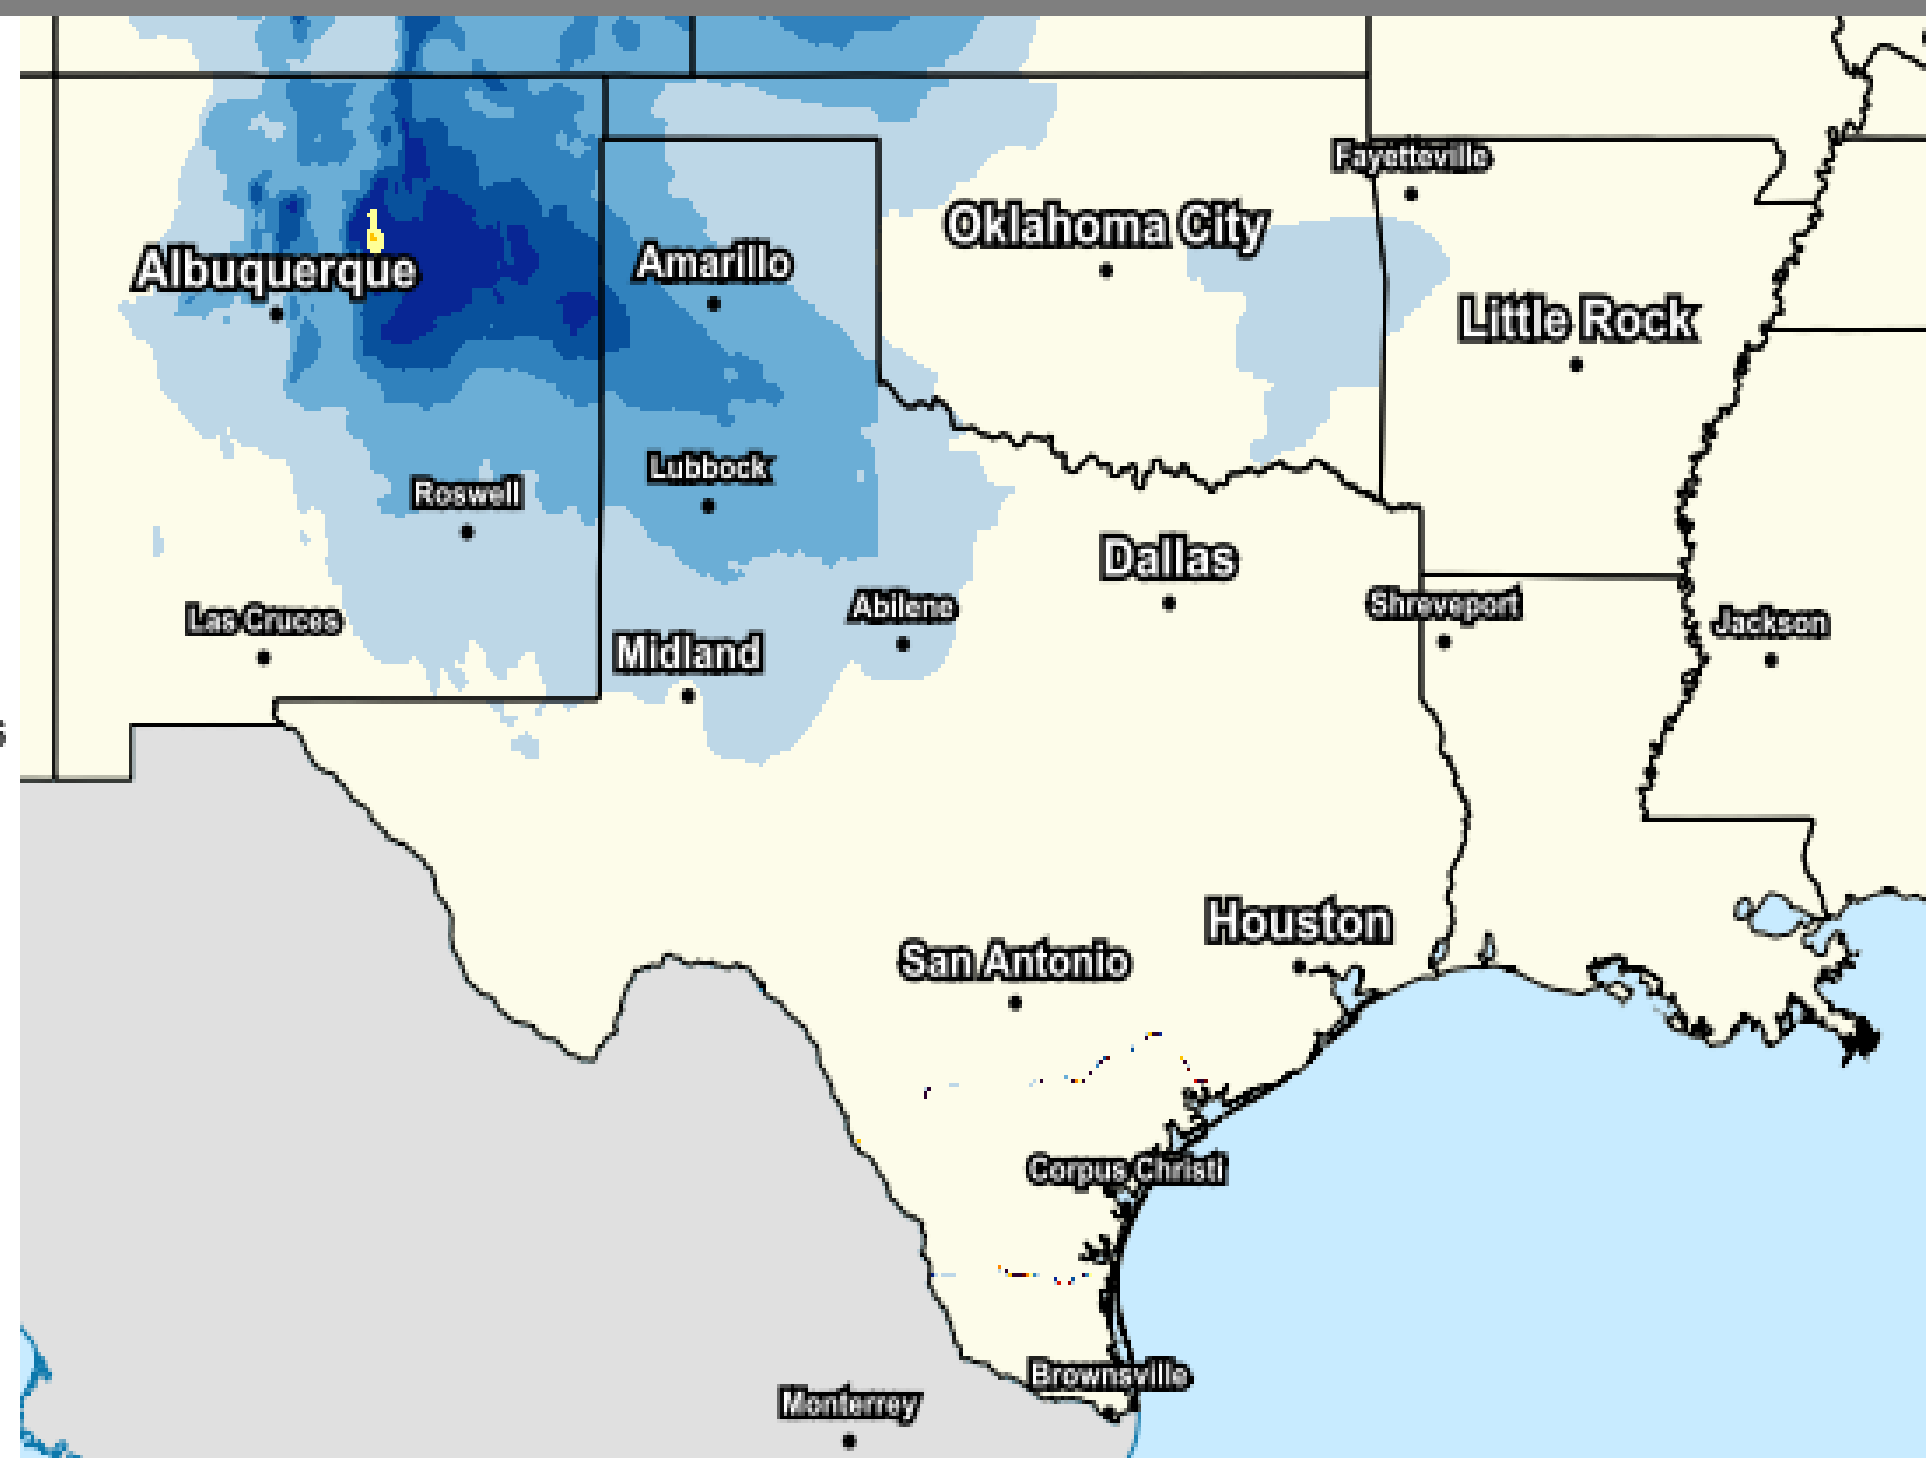 Fayetteville
Oklahoma City
Albuquerque
Amarillo
Little Rock
Lubbock
Roswell
Dallas
Abilene
Shreveport
Las Cruces
Jackson
Midland
Houston
San Antonio
Corpus Christi
Brownsville
Monterrey